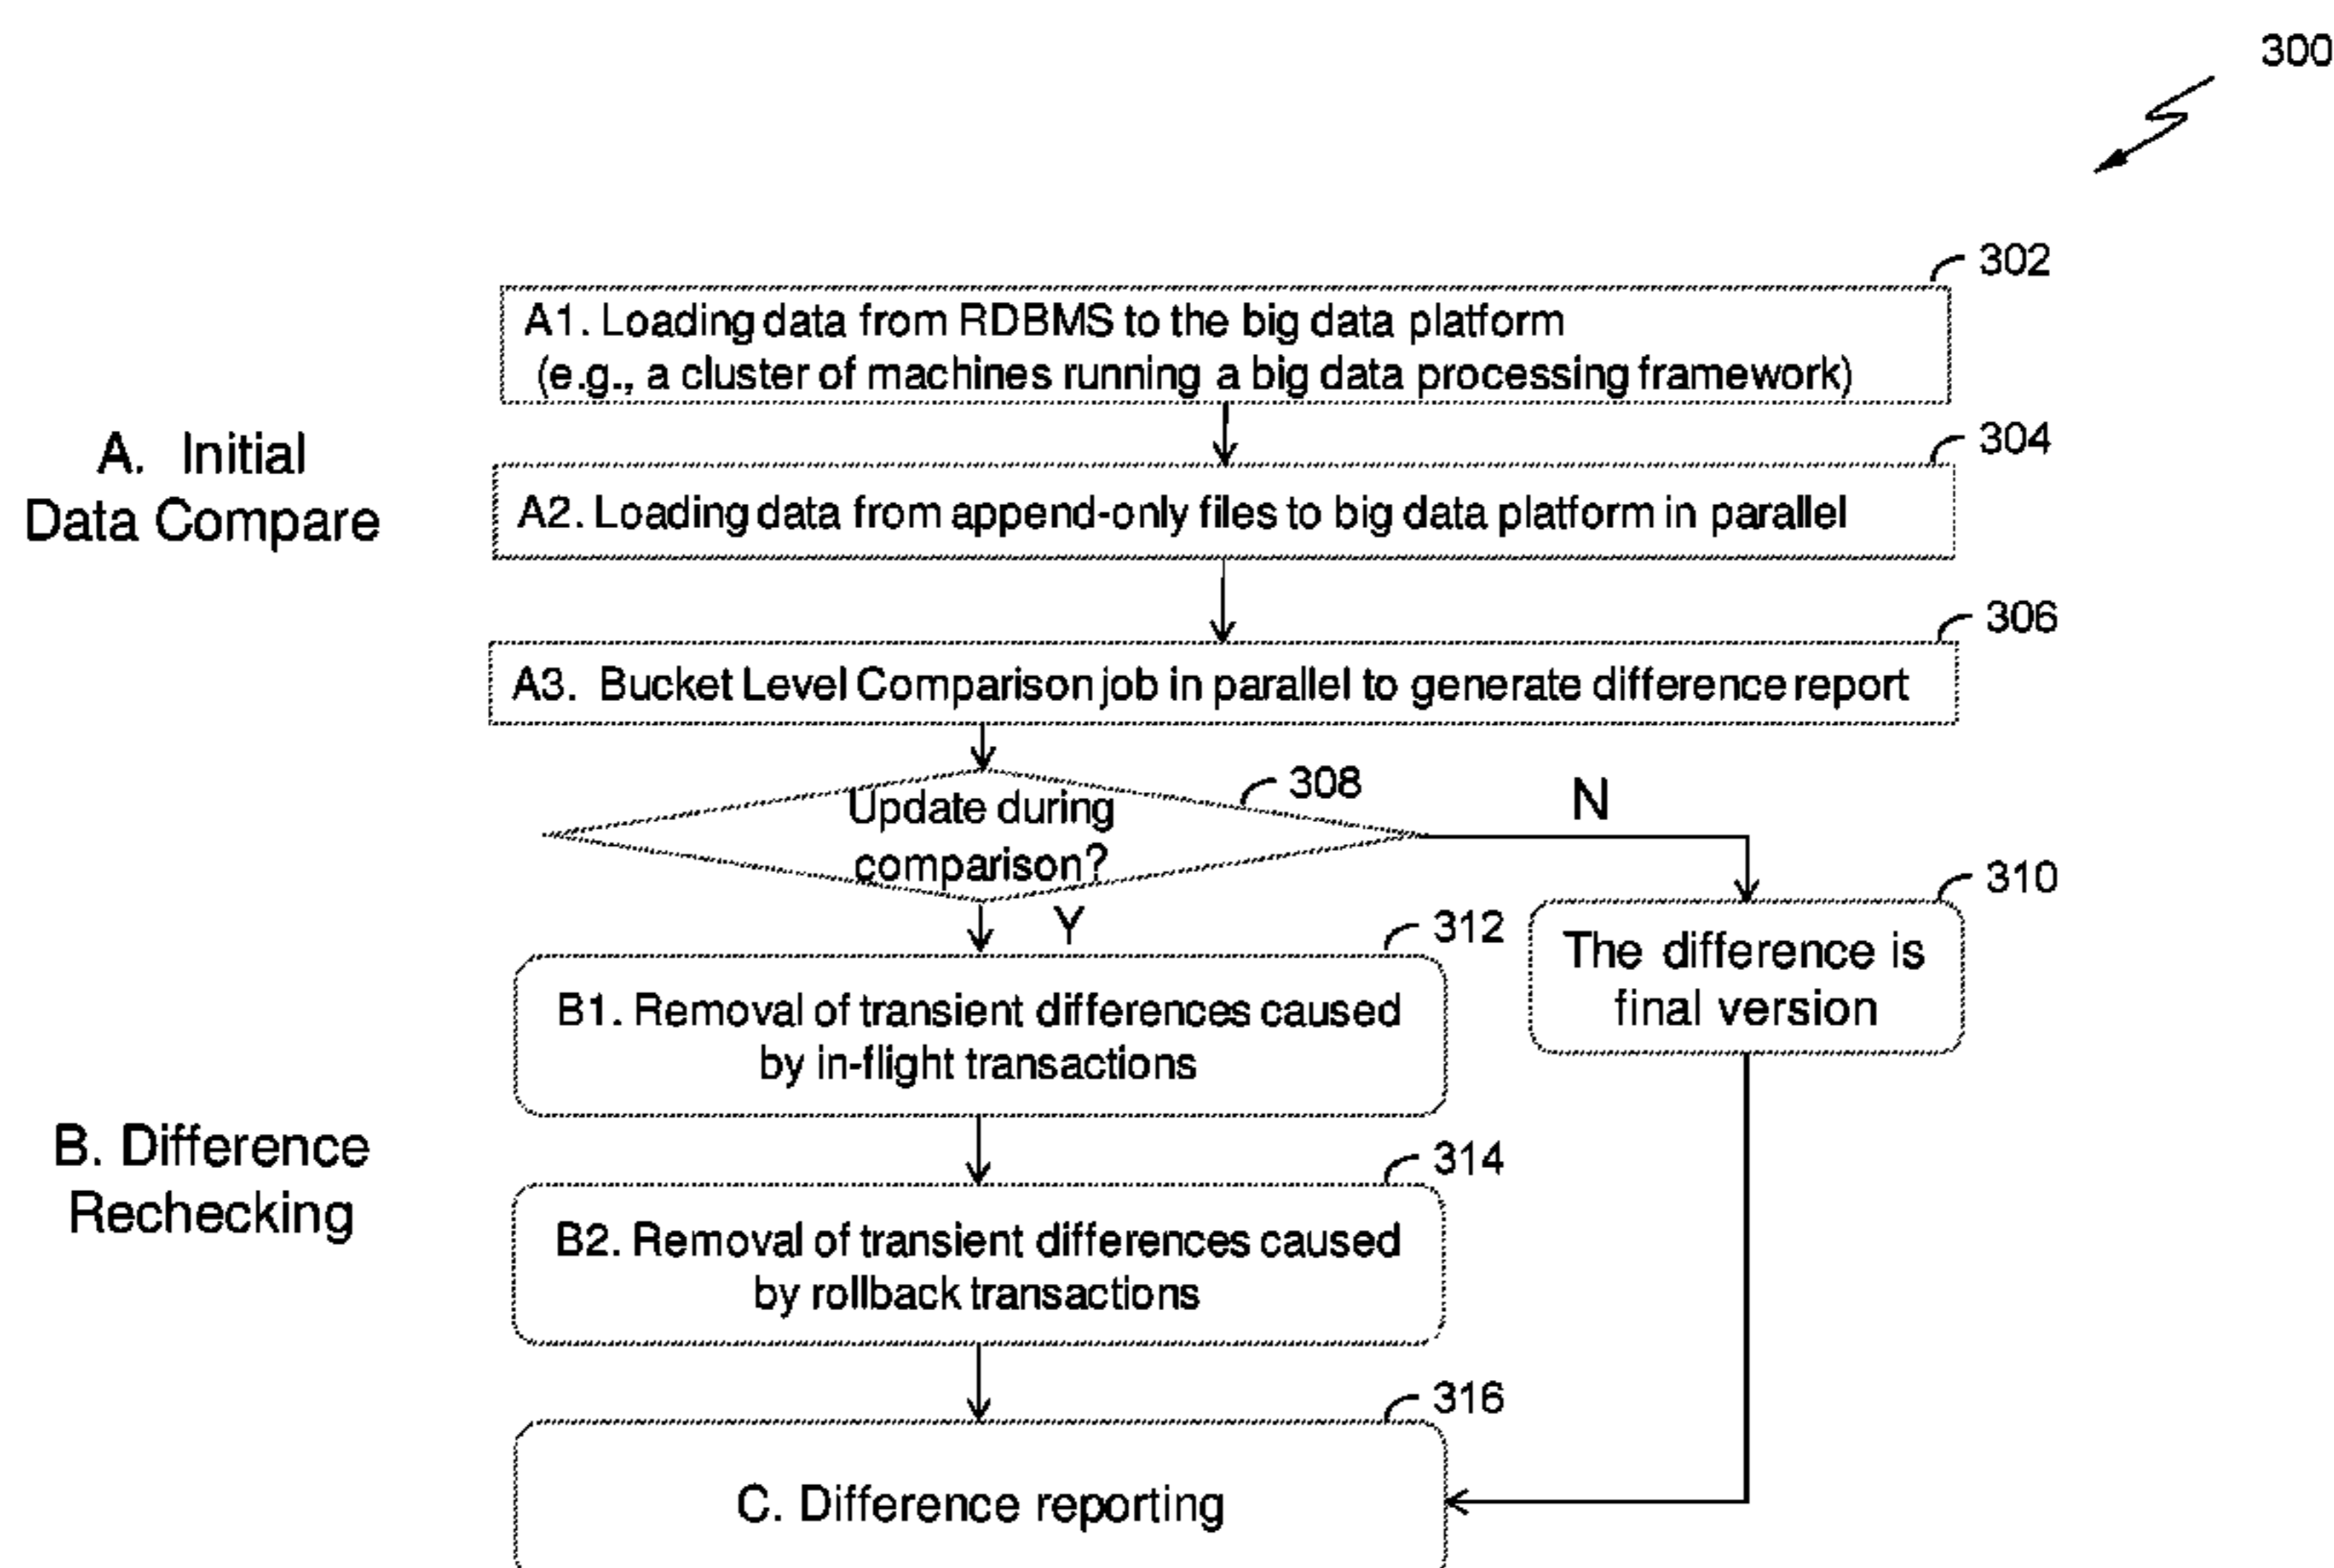 300
302
A1. Loading data from RDBMS to the big data platform
(e.g., a cluster of machines running a big data processing framework)
304
A. Initial
Data Compare
A2. Loading data from append-only files to big data platform in parallel
306
A3. Bucket Level Comparison job in parallel to generate difference report
308
N
Update during
comparison?
310
Y
312
The difference is
final version
B1. Removal of transient differences caused
by in-flight transactions
B. Difference
Rechecking
314
B2. Removal of transient differences caused
by rollback transactions
316
C. Difference reporting